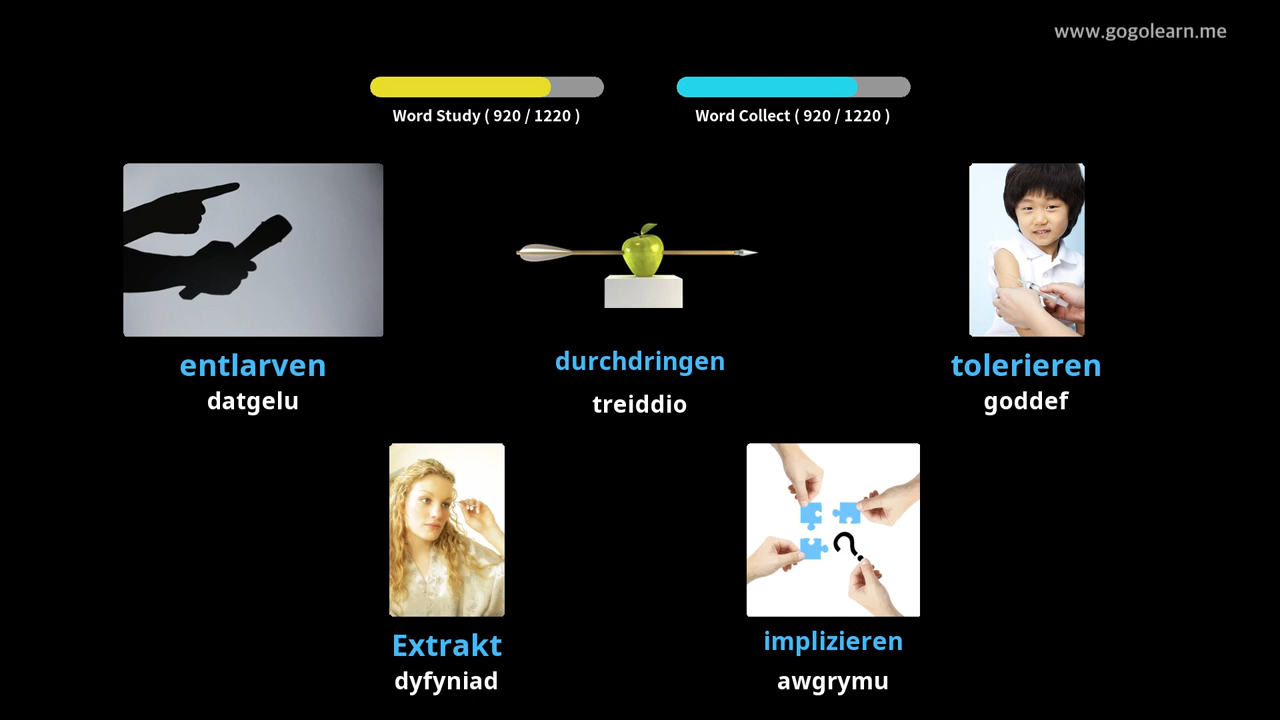 www.gogolearn.me
Word Study ( 920 / 1220 )
Word Collect ( 920 / 1220 )
entlarven
datgelu
durchdringen
treiddio
tolerieren
goddef
Extrakt
dyfyniad
implizieren
awgrymu